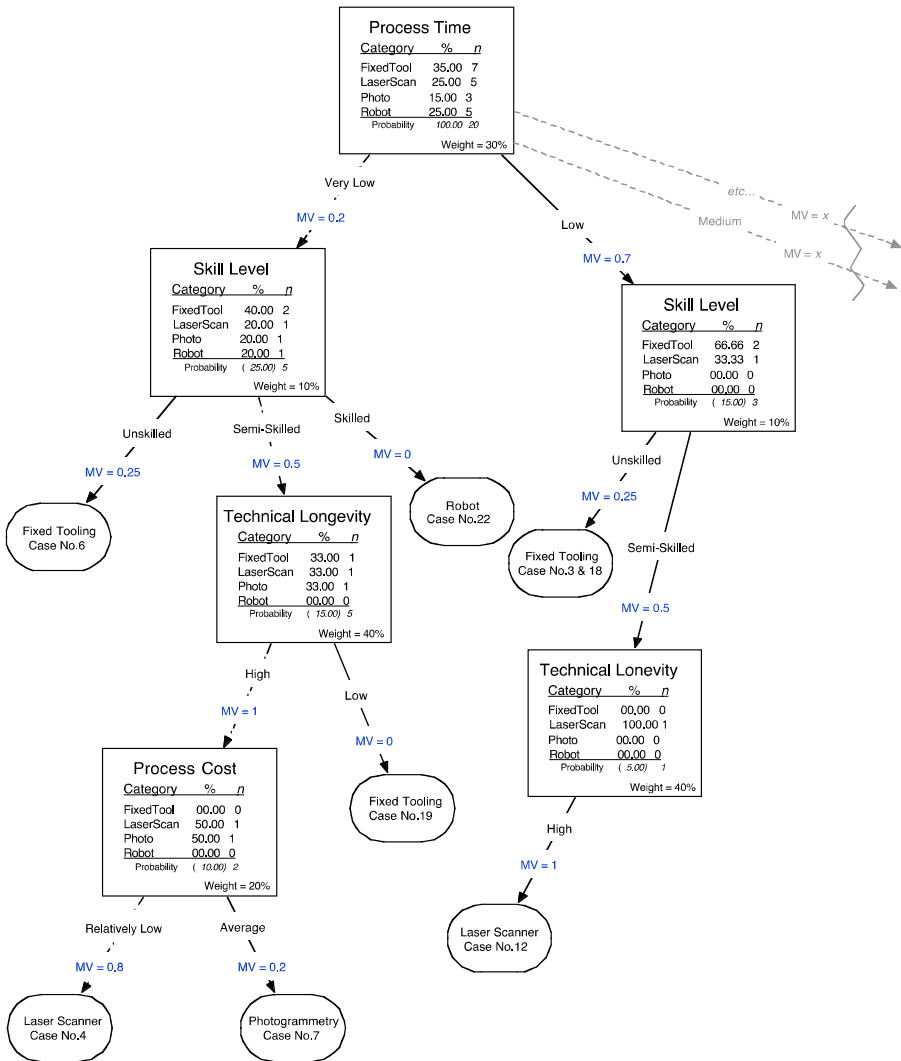 Process Time
Category % n
FixedTool 35.00 7
LaserScan 25.00 5
Photo 15.00 3
Robot 25.00 5
Probability 100.00 20
Weight = 30%
Very Low
MV = 0.2
Low
MV = 0.7
etc...
MV = x
Medium
MV = x
Skill Level
Category % n
FixedTool 40.00 2
LaserScan 20.00 1
Photo 20.00 1
Robot 20.00 1
Probability ( 25.00) 5
Weight = 10%
Skill Level
Category % n
FixedTool 66.66 2
LaserScan 33.33 1
Photo 00.00 0
Robot 00.00 0
Probability ( 15.00) 3
Weight = 10%
Unskilled
MV = 0.25
Semi-Skilled
MV = 0.5
Skilled
MV = 0
Unskilled
MV = 0.25
Semi-Skilled
MV = 0.5
Fixed Tooling
Case No.6
Technical Longevity
Category % n
FixedTool 33.00 1
LaserScan 33.00 1
Photo 33.00 1
Robot 00.00 0
Probability ( 15.00) 5
Weight = 40%
Robot
Case No.22
Fixed Tooling
Case No.3 & 18
High
MV = 1
Low
MV = 0
Technical Lonevity
Category % n
FixedTool 00.00 0
LaserScan 100.00 1
Photo 00.00 0
Robot 00.00 0
Probability ( 5.00) 1
Weight = 40%
Process Cost
Category % n
FixedTool 00.00 0
LaserScan 50.00 1
Photo 50.00 1
Robot 00.00 0
Probability ( 10.00) 2
Weight = 20%
Fixed Tooling
Case No.19
High
MV = 1
Relatively Low
MV = 0.8
Average
MV = 0.2
Laser Scanner
Case No.12
Laser Scanner
Case No.4
Photogrammetry
Case No.7